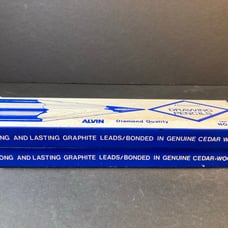 DRAWING
PENCILS
ALVIN Diamond Quality
NG AND LASTING GRAPHITE LEADS/BONDED IN GENUINE CEDAR W
ONG AND LASTING GRAPHITE LEADS/BONDED IN GENUINE CEDAR-WOO